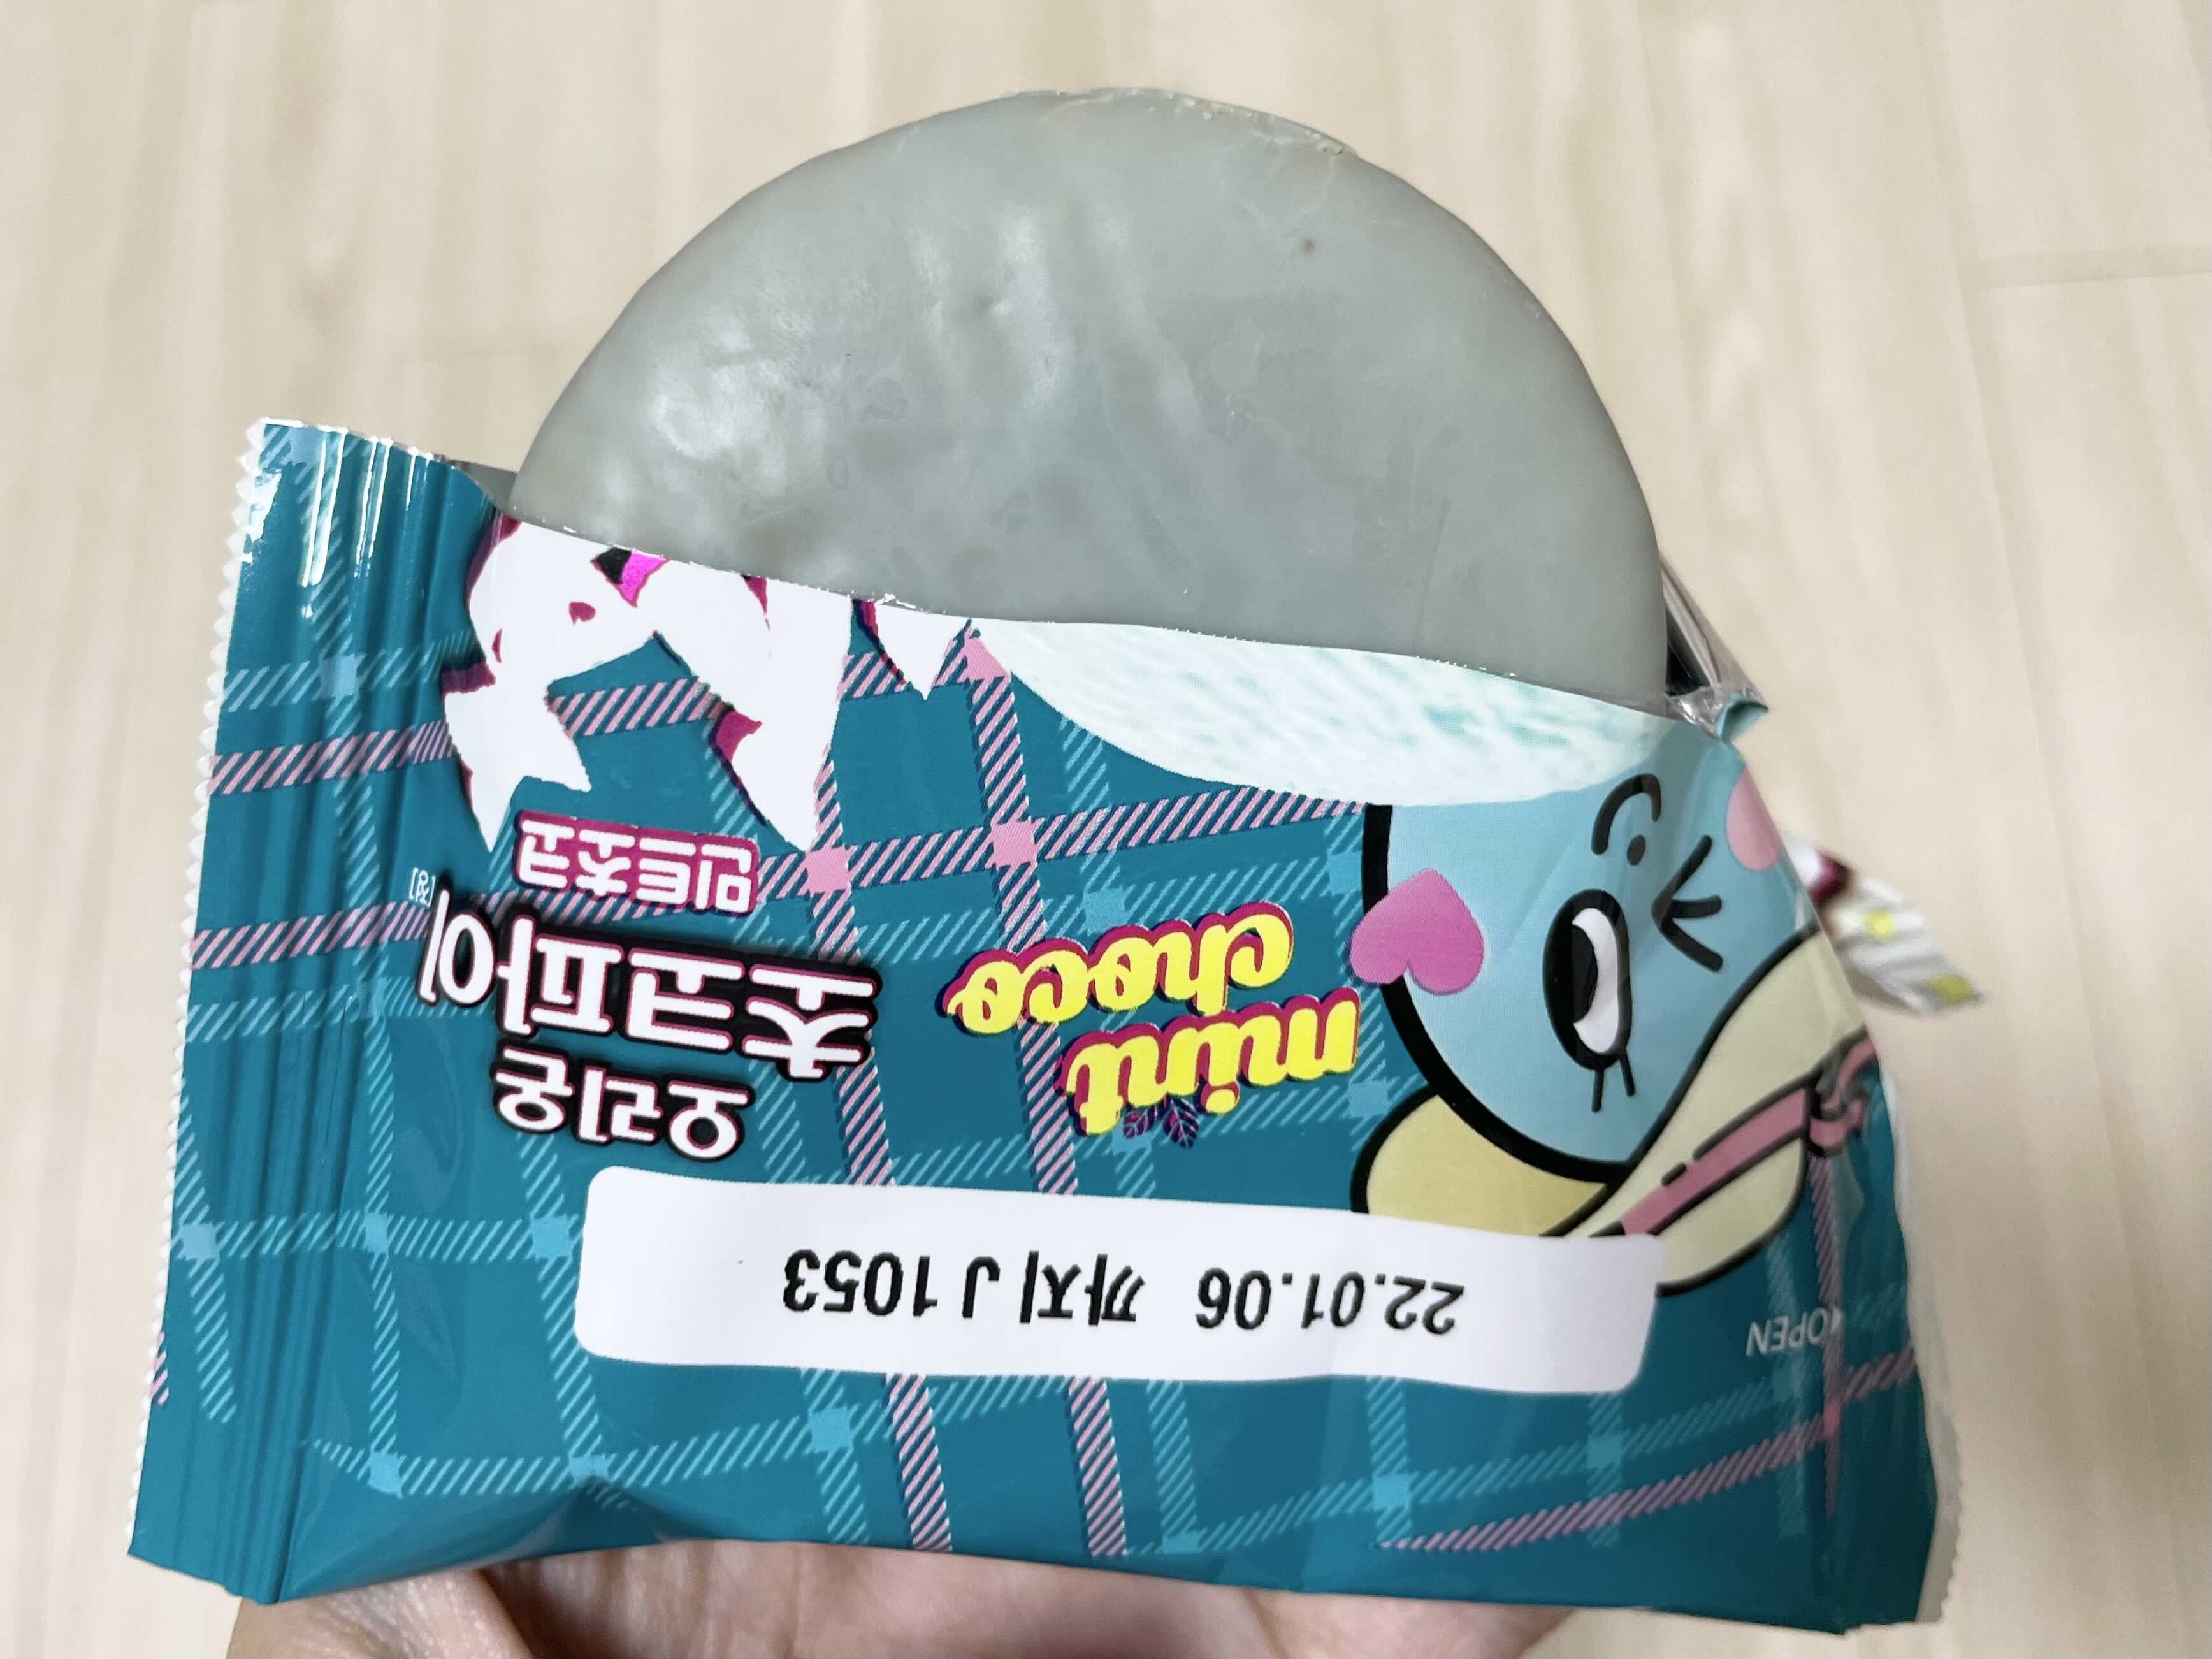 22.01.06 까지 J 1053
OPEN
mint
choco
오리온
초코파이
[정]
민트초코